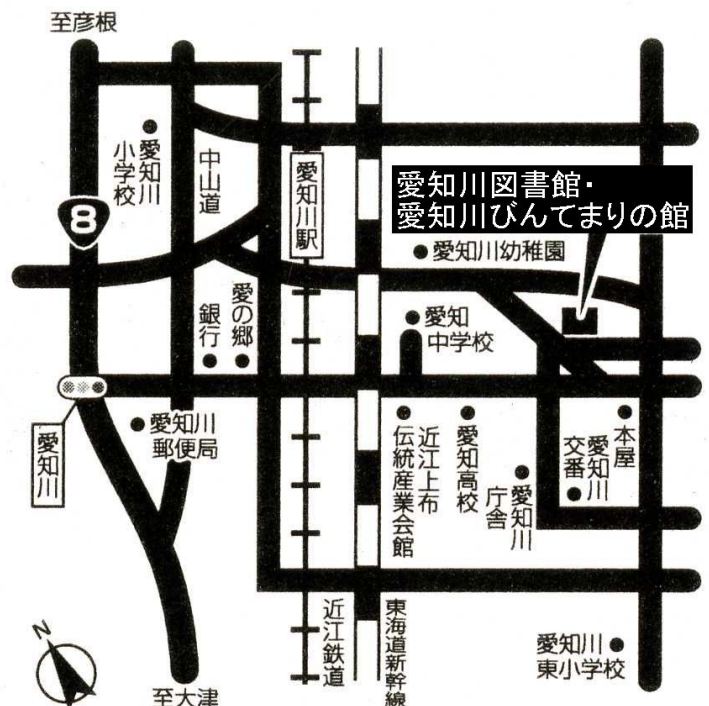 至彦根
愛知川
小学校
中山道
愛知川駅
8
愛知川図書館・
愛知川びんてまりの館
愛知川幼稚園
愛の郷
銀行
愛知
中学校
愛知川
愛知川
郵便局
近江上布
伝統産業会館
愛知高校
愛知川
庁舎
愛知川
交番
本屋
近江鉄道
東海道新幹線
愛知川
東小学校
N
至大津